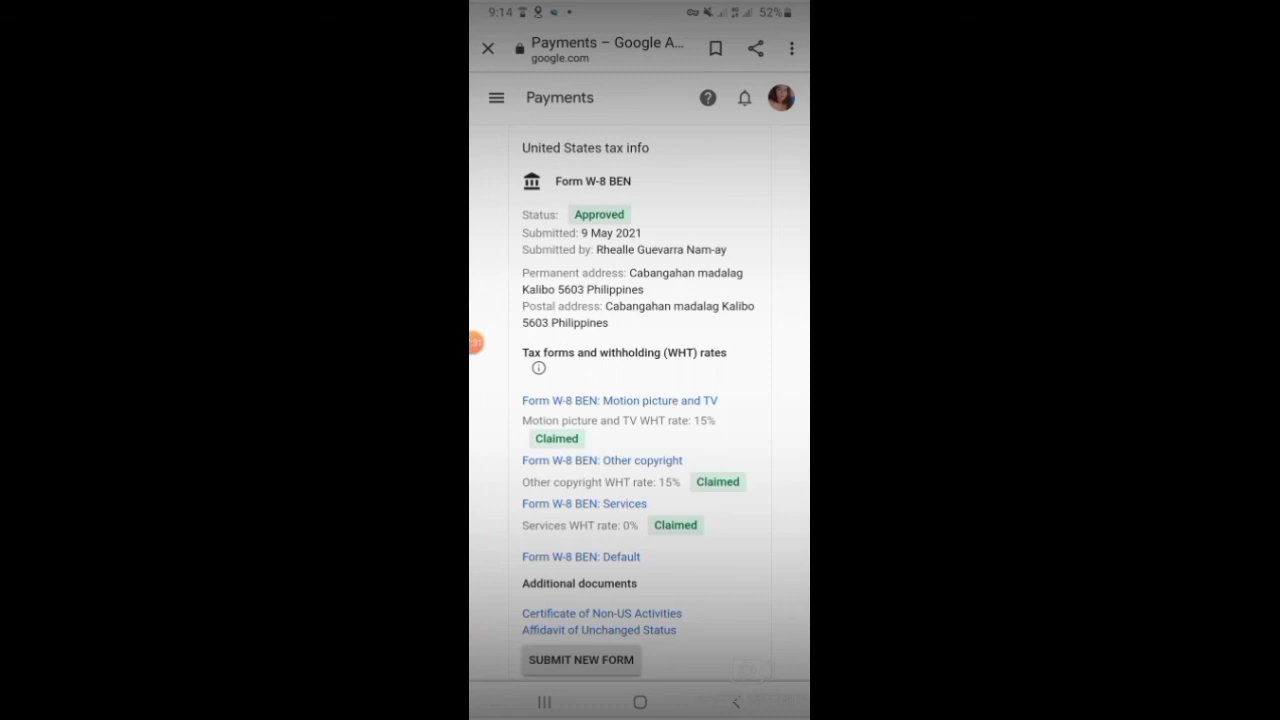 9:14
52%
Payments – Google A...
google.com
Payments
United States tax info
Form W-8 BEN
Status: Approved
Submitted: 9 May 2021
Submitted by: Rhealle Guevarra Nam-ay
Permanent address: Cabangahan madalag
Kalibo 5603 Philippines
Postal address: Cabangahan madalag Kalibo
5603 Philippines
:31
Tax forms and withholding (WHT) rates
Form W-8 BEN: Motion picture and TV
Motion picture and TV WHT rate: 15%
Claimed
Form W-8 BEN: Other copyright
Other copyright WHT rate: 15% Claimed
Form W-8 BEN: Services
Services WHT rate: 0% Claimed
Form W-8 BEN: Default
Additional documents
Certificate of Non-US Activities
Affidavit of Unchanged Status
SUBMIT NEW FORM